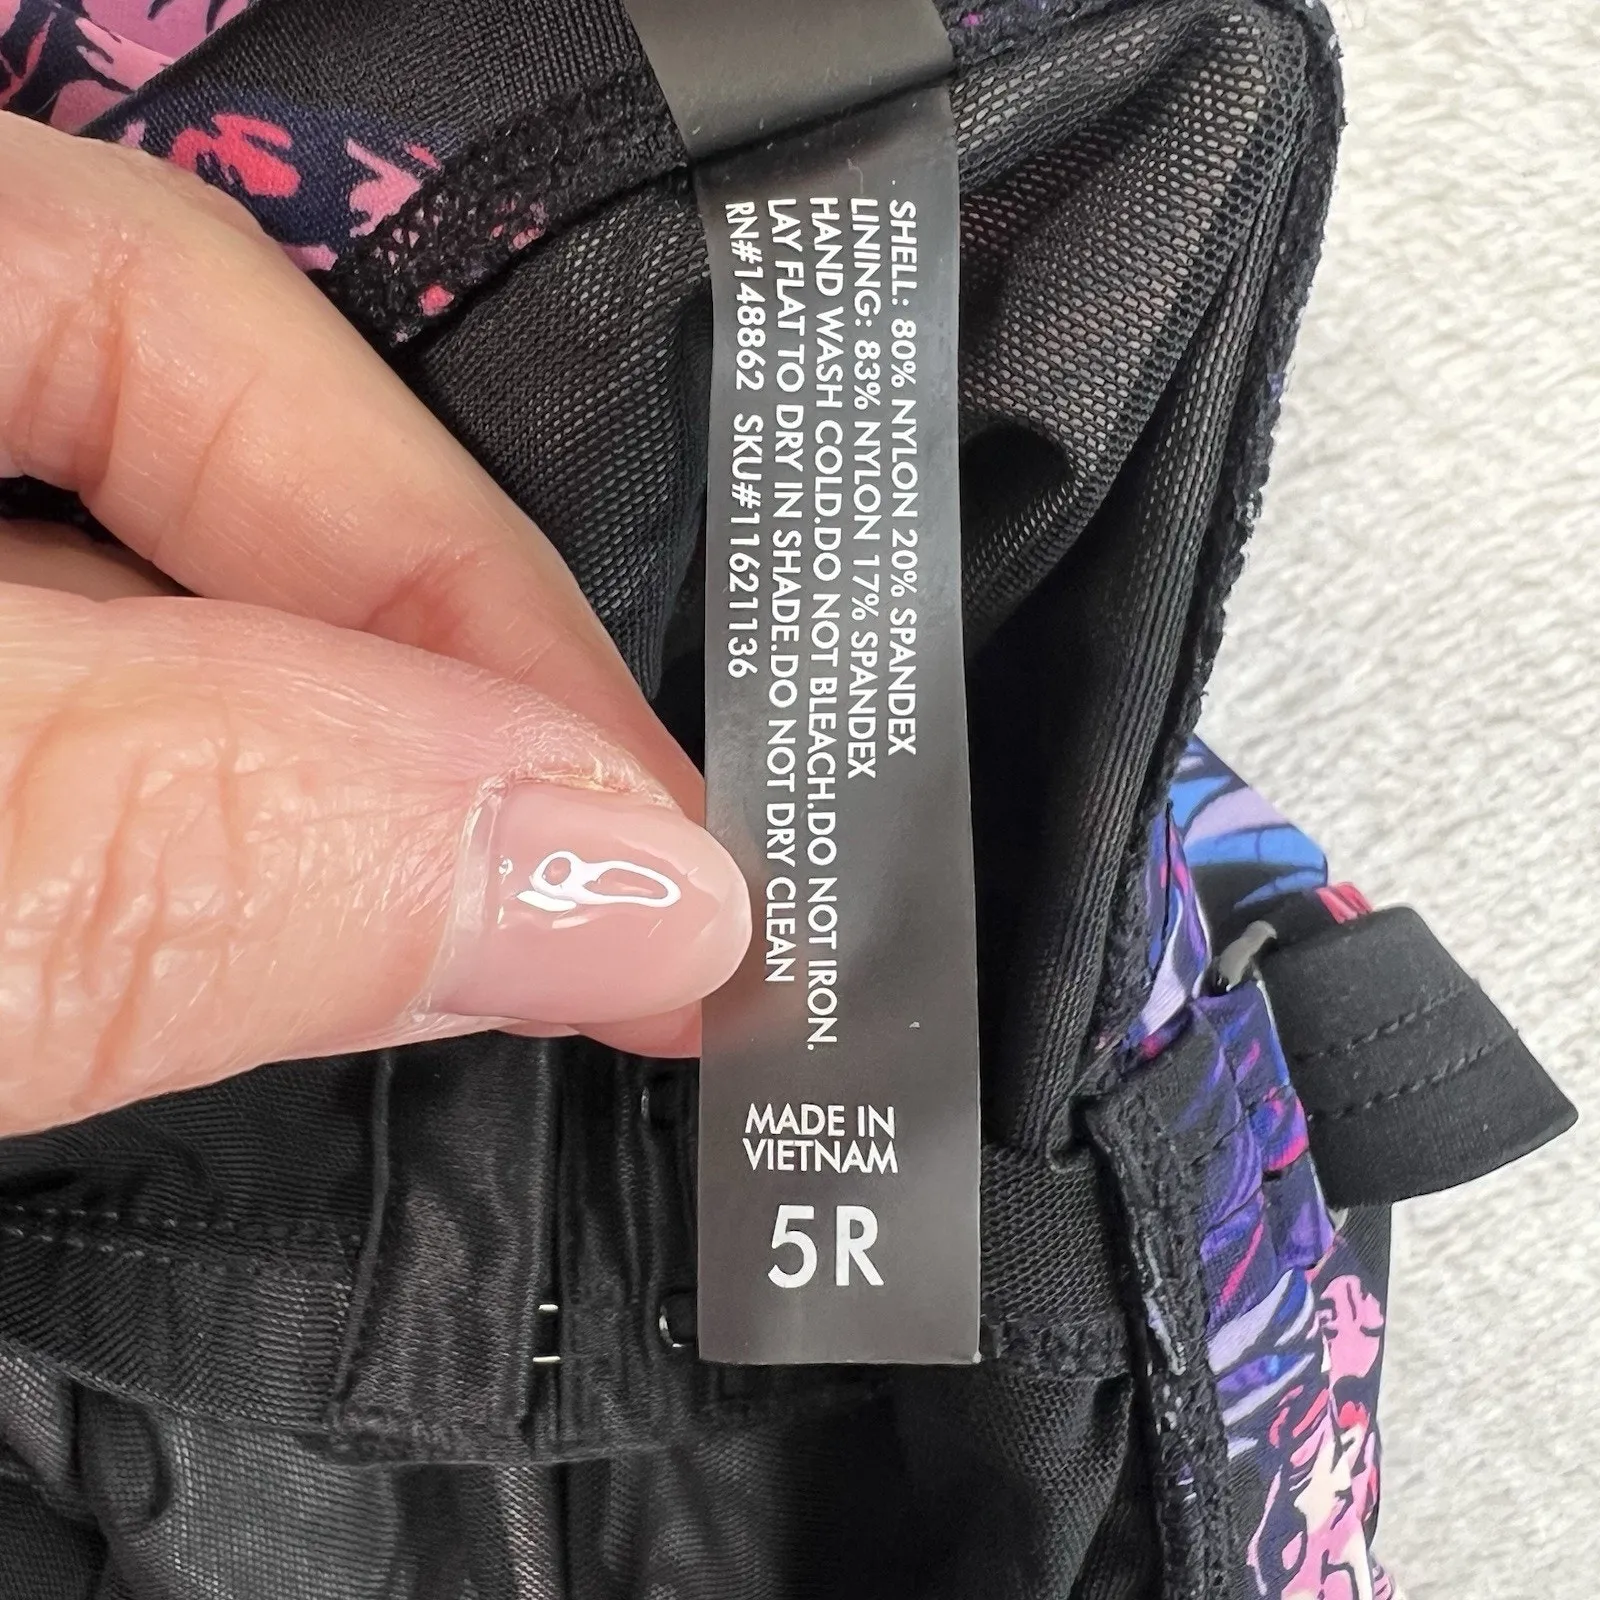 SHELL: 80% NYLON 20% SPANDEX
LINING: 83% NYLON 17% SPANDEX
HAND WASH COLD.DO NOT BLEACH.DO NOT IRON.
LAY FLAT TO DRY IN SHADE.DO NOT DRY CLEAN
RN#148862 SKU#11621136
MADE IN
VIETNAM
5R